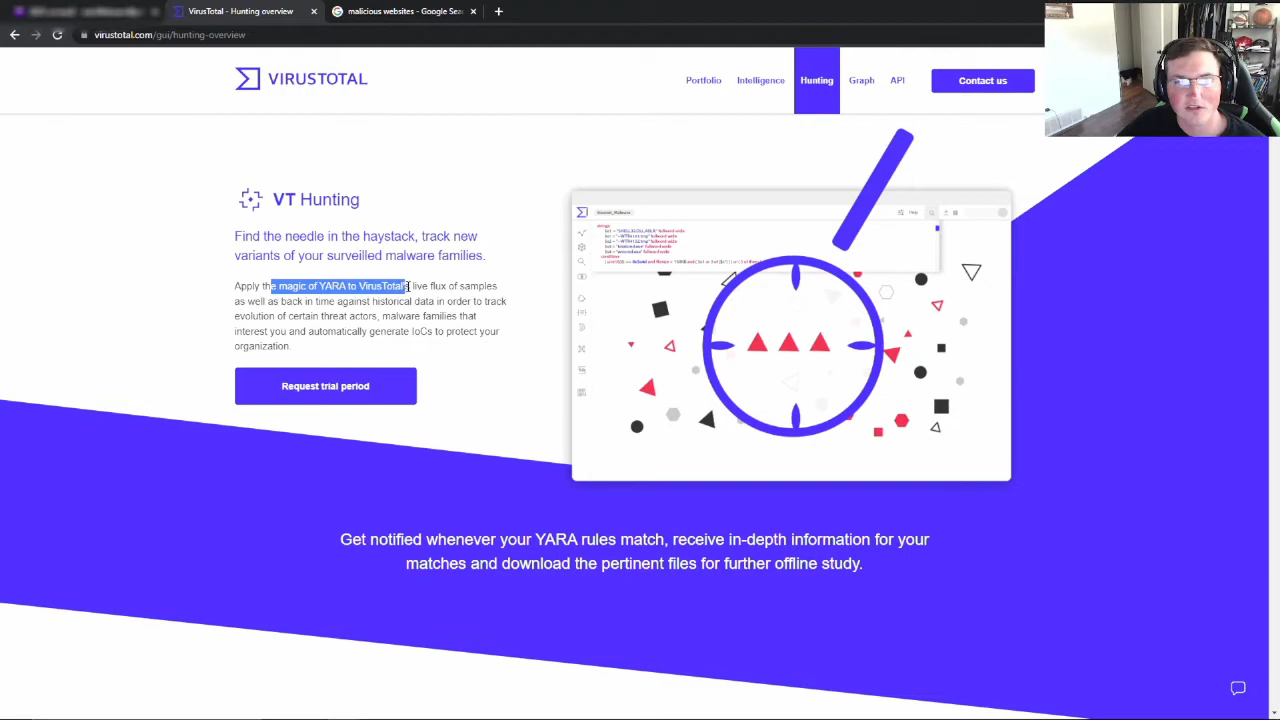 VirusTotal - Hunting overview
malicious websites - Google Sea
virustotal.com/gui/hunting-overview
VIRUSTOTAL
Portfolio
Intelligence
Hunting
Graph
API
Contact us
VT Hunting
Find the needle in the haystack, track new
variants of your surveilled malware families.
Apply the magic of YARA to VirusTotal's live flux of samples
as well as back in time against historical data in order to track
evolution of certain threat actors, malware families that
interest you and automatically generate IoCs to protect your
organization.
Request trial period
Help
Get notified whenever your YARA rules match, receive in-depth information for your
matches and download the pertinent files for further offline study.